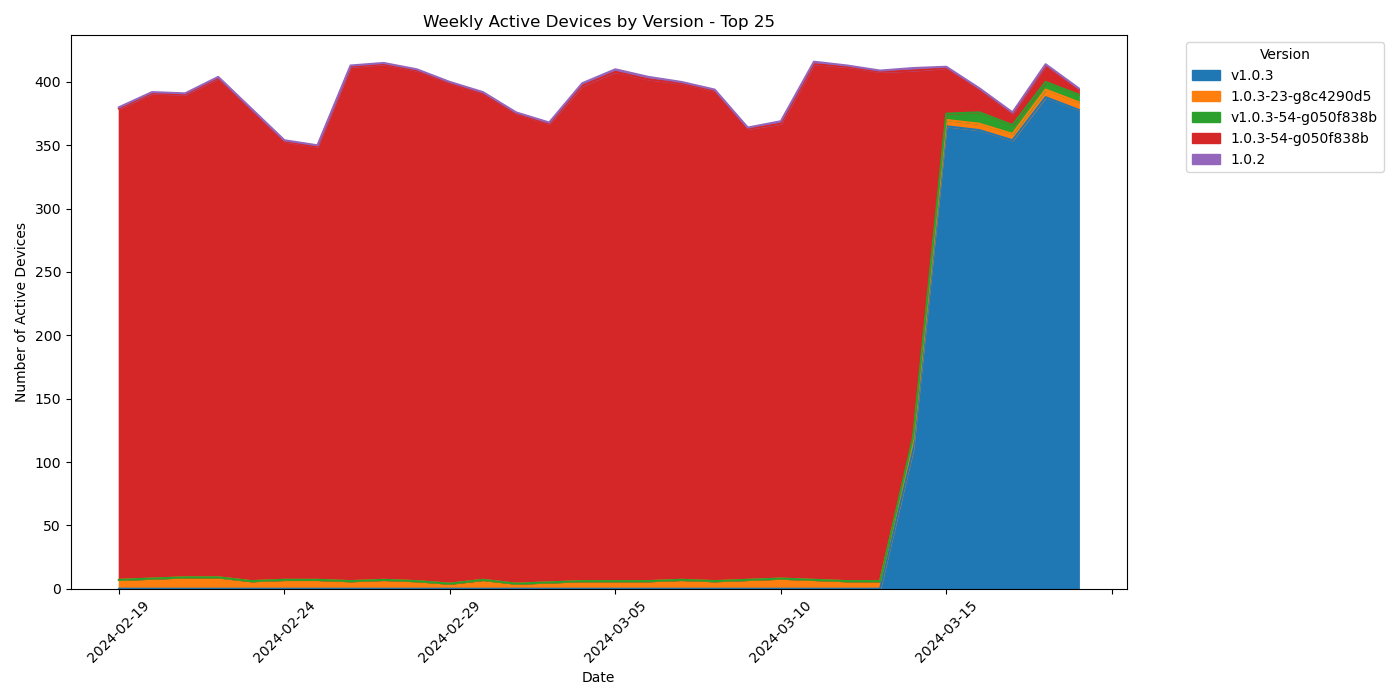 Weekly Active Devices by Version - Top 25
Number of Active Devices
400
350
300
250
200
150
100
50
0
2024-02-19
2024-02-24
2024-02-29
2024-03-05
2024-03-10
2024-03-15
Date
Version
v1.0.3
1.0.3-23-g8c4290d5
v1.0.3-54-g050f838b
1.0.3-54-g050f838b
1.0.2